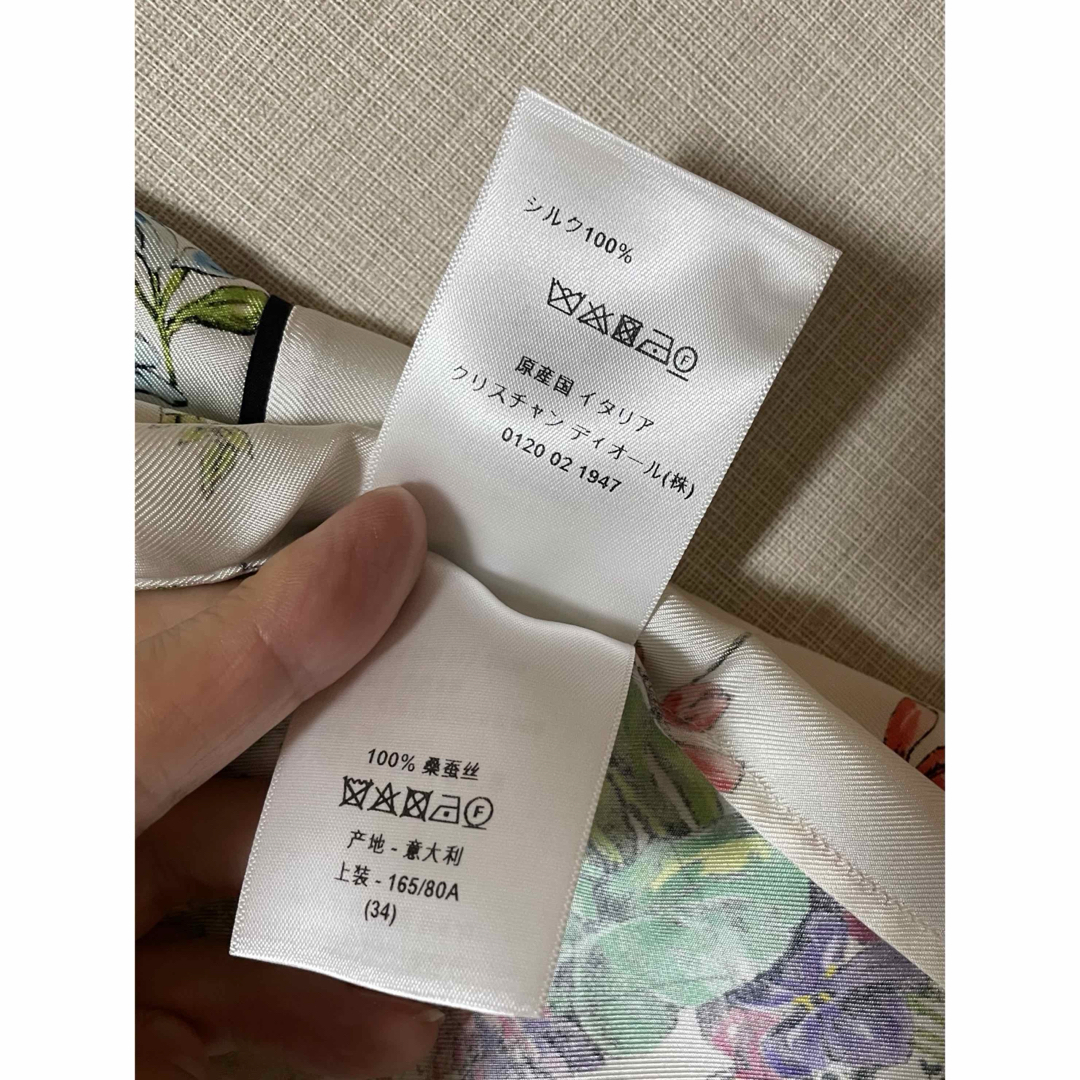 シルク100%
F
原産国 イタリア
クリスチャン ディオール(株)
0120 02 1947
100% 桑蚕丝
F
产地 - 意大利
上装 - 165/80A
(34)